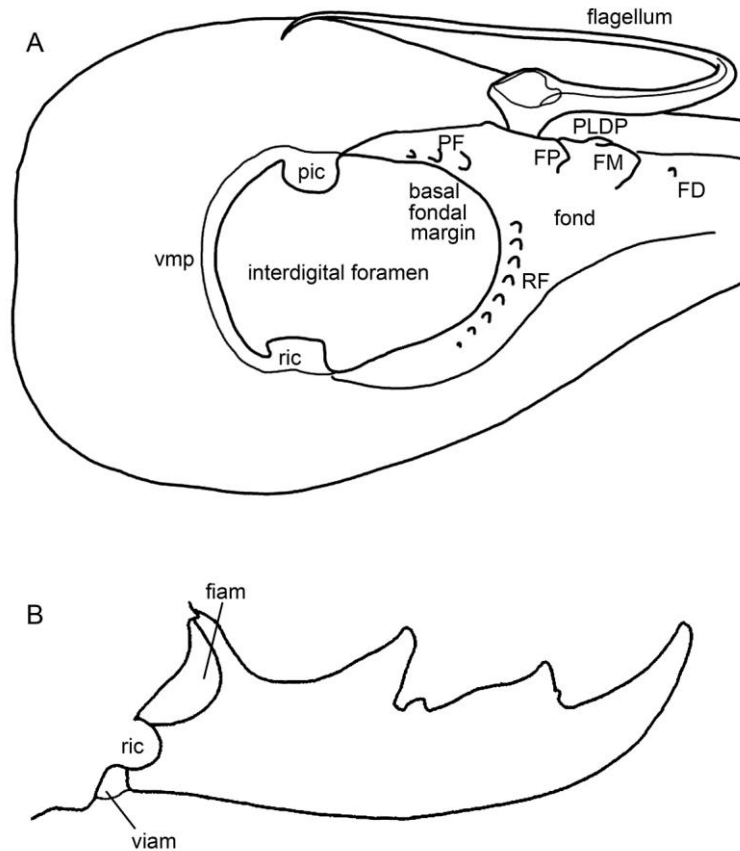 A
flagellum
PLDP
PF
FP
FM
FD
pic
basal
fondal
margin
fond
vmp
interdigital foramen
RF
ric
B
fiam
ric
viam